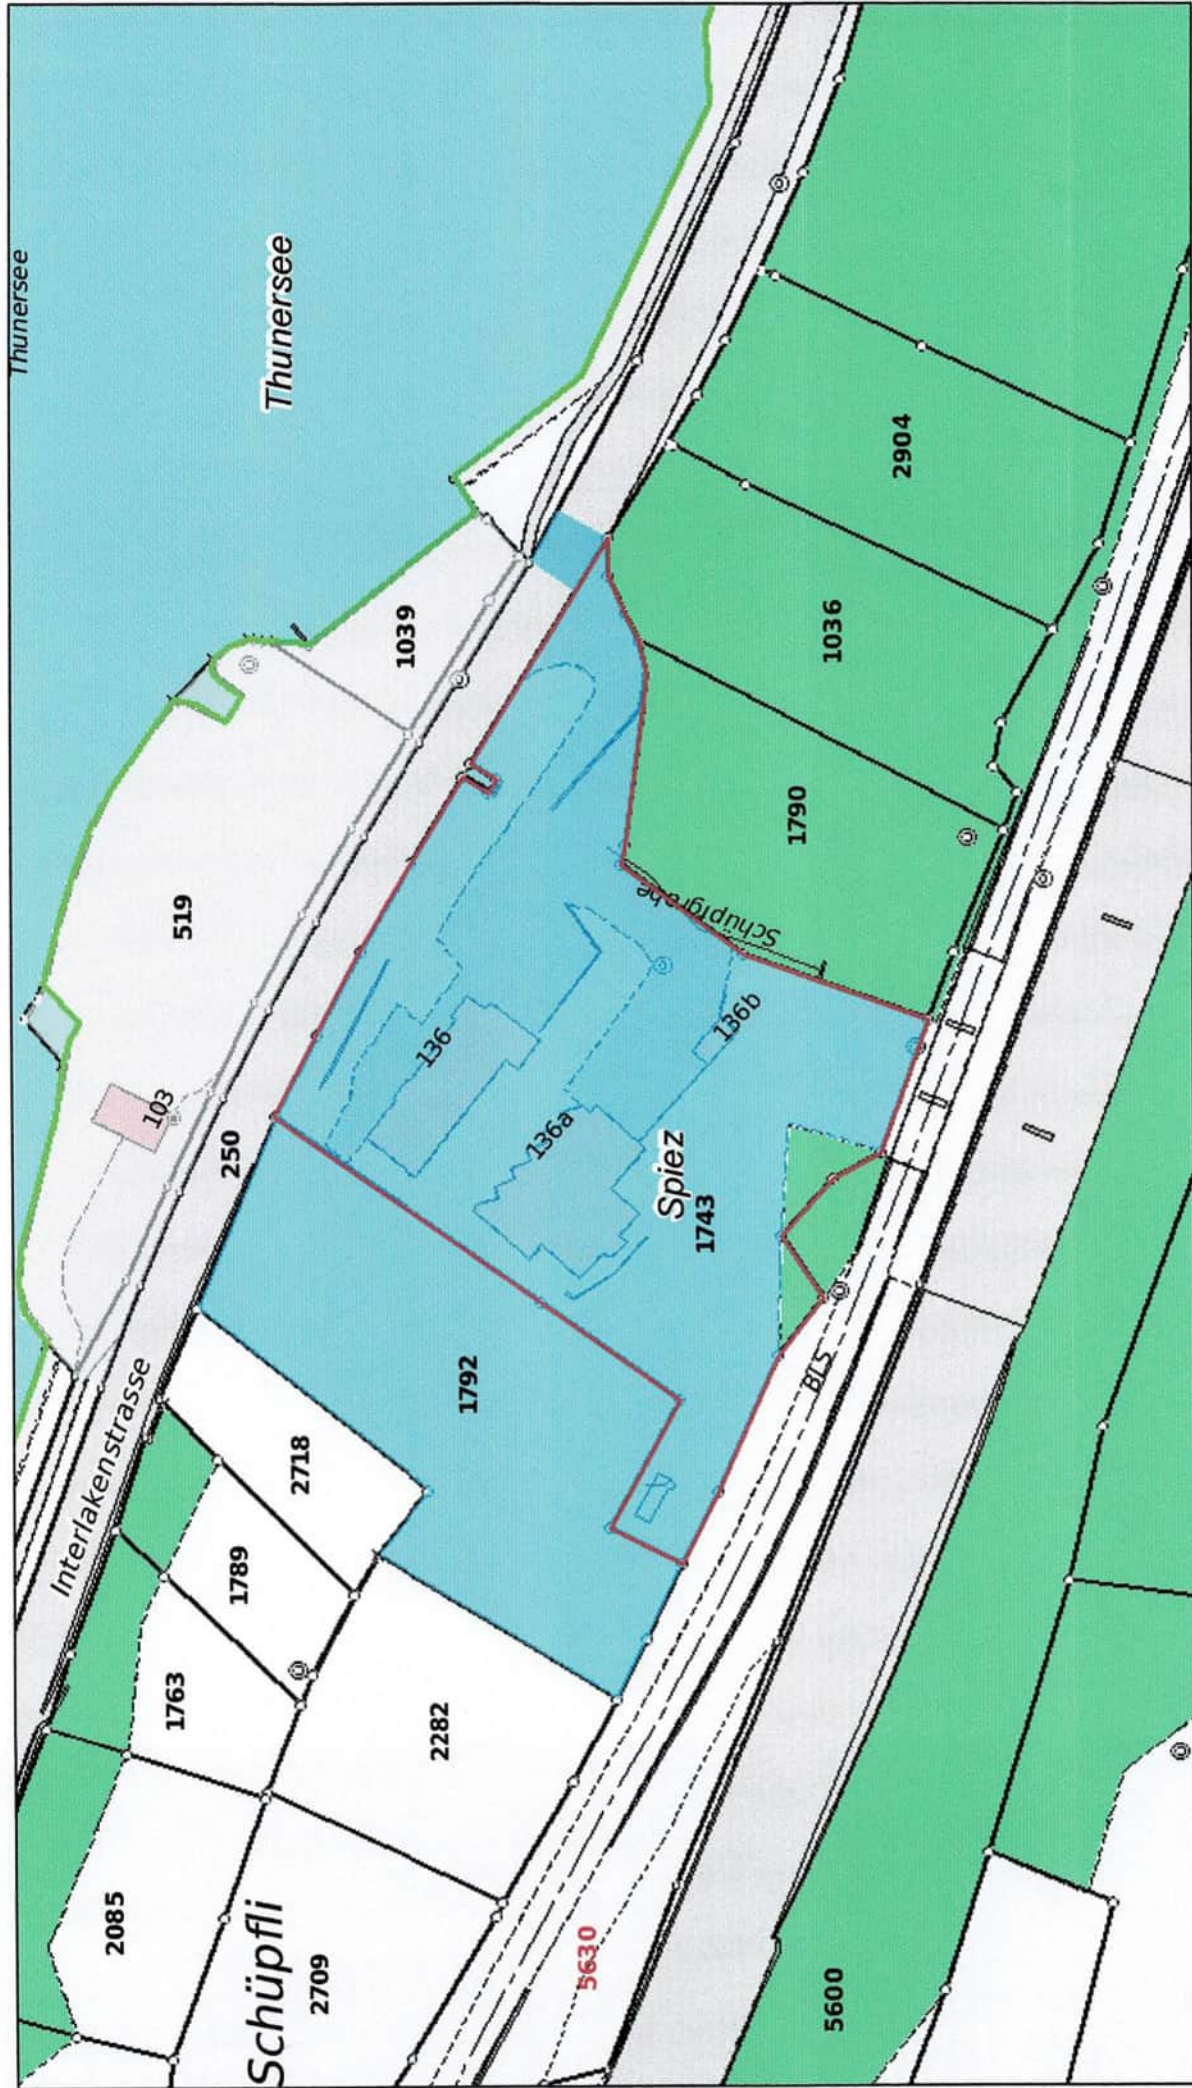 Thunersee
Thunersee
519
1039
103
250
Interlakenstrasse
136
136a
136b
Spiez
1743
1792
2718
1789
1763
2282
2085
Schüpfli
2709
5630
BLS
5600
Schüpfgrabe
1790
1036
2904